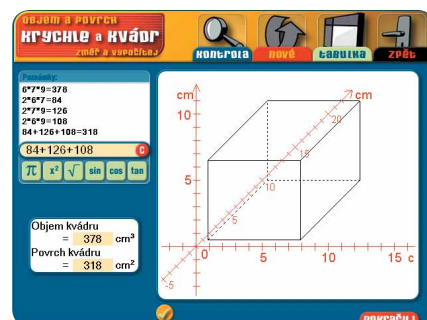 OBJEM A POVRCH
KRYCHLE A KVÁDR
změř a vypočítej
KONTROLA
NOVÉ
TABULKA
ZPĚT
Poznámky:
6*7*9=378
2*6*7=84
2*7*9=126
2*6*9=108
84+126+108=318
84+126+108
C
π x² √ sin cos tan
Objem kvádru
= 378 cm³
Povrch kvádru
= 318 cm²
cm
cm
10
5
0
5
10
15 c
-5
5
10
15
20
POKRAČUJ